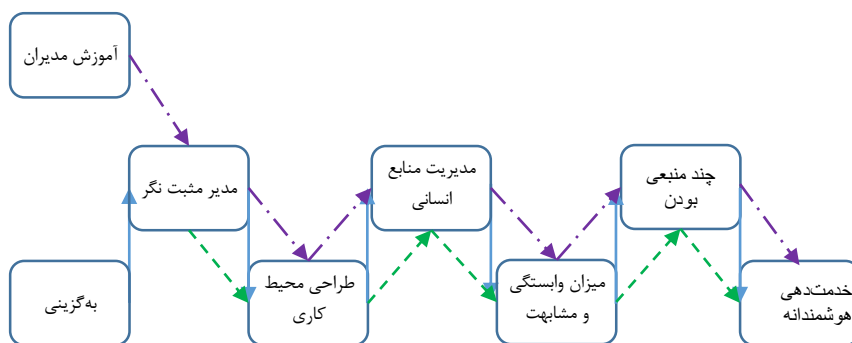 آموزش مدیران
مدیر مثبت نگر
مدیریت منابع
انسانی
چند منبعی
بودن
به‌گزینی
طراحی محیط
کاری
میزان وابستگی
و مشابهت
خدمت‌دهی
هوشمندانه